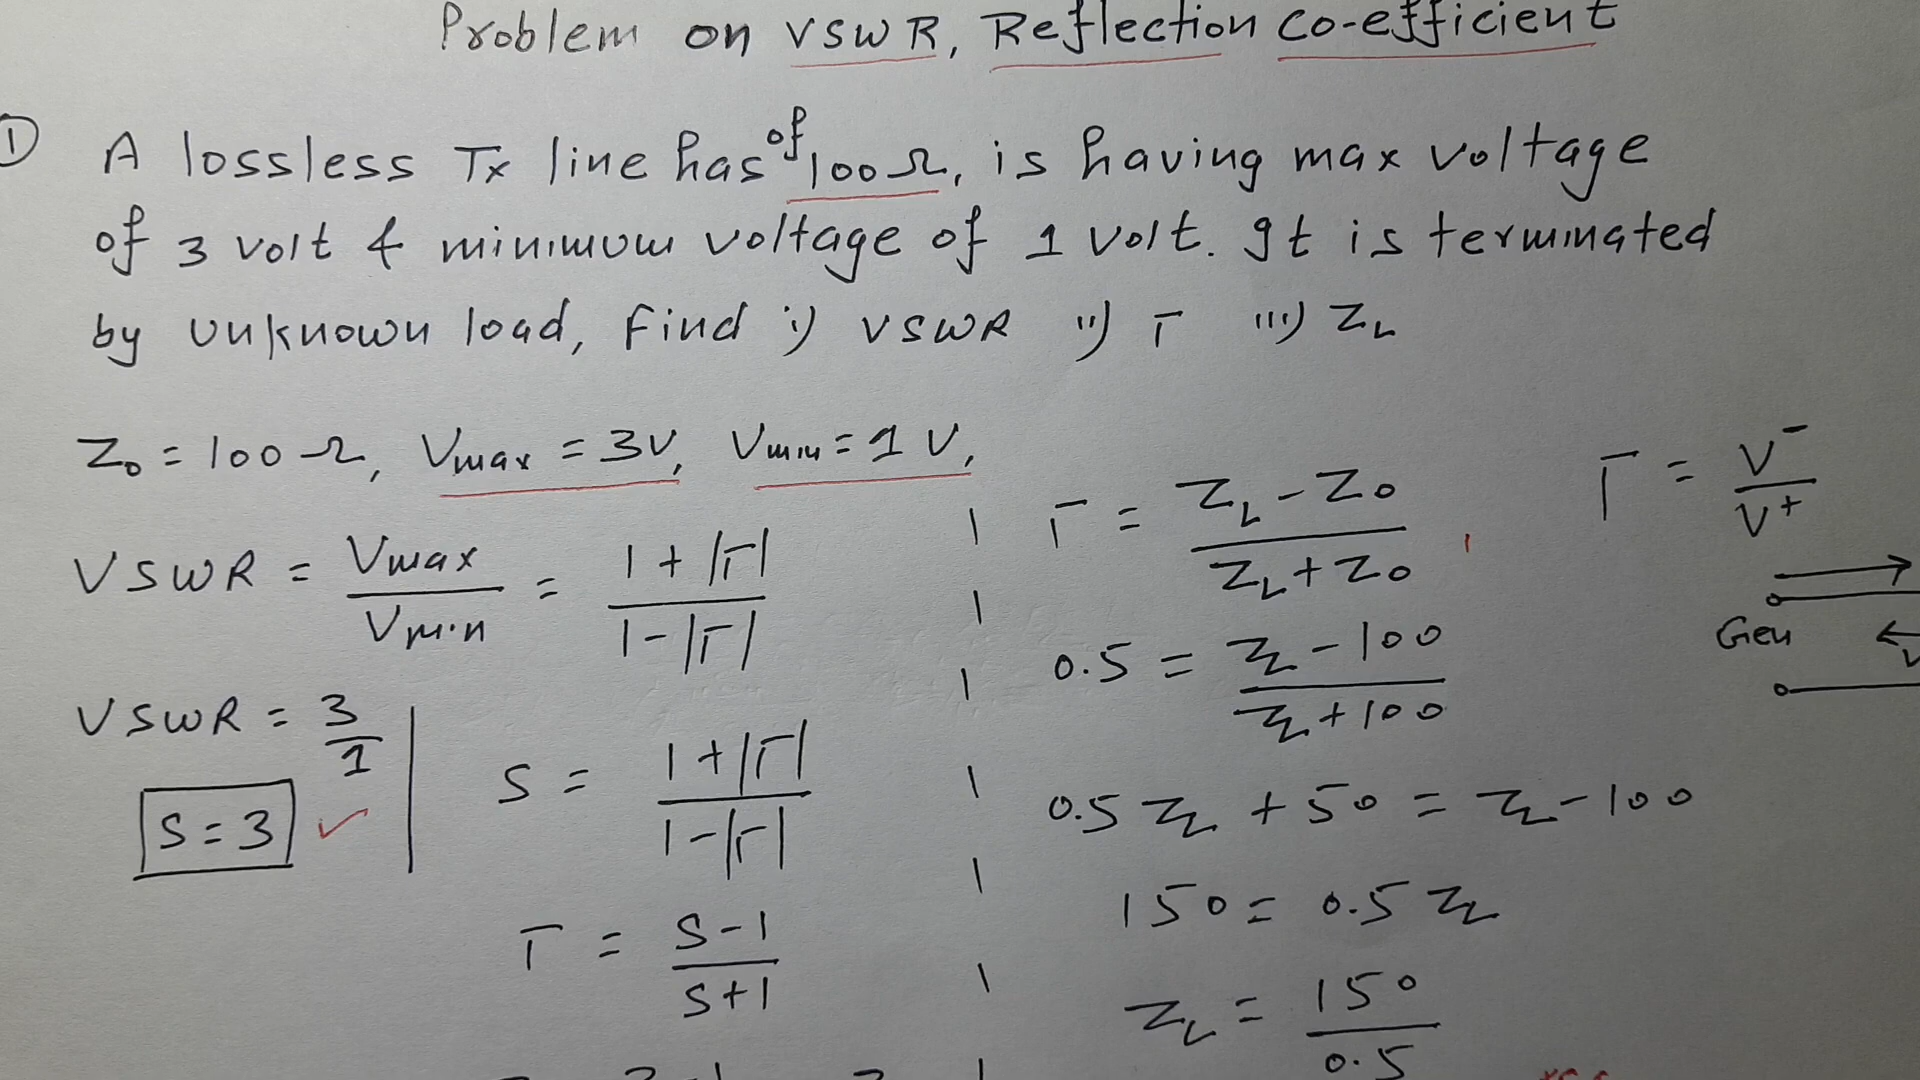 Problem on VSWR, Reflection co-efficient
① A lossless Tx line has of 100Ω, is having max voltage
of 3 volt & minimum voltage of 1 volt. It is terminated
by unknown load, Find i) VSWR ii) Γ iii) ZL
Z₀ = 100Ω, Vmax = 3V, Vmin = 1V,
VSWR = Vmax/Vmin = (1+|Γ|)/(1-|Γ|)
VSWR = 3/1
S = 3 ✓
S = (1+|Γ|)/(1-|Γ|)
Γ = (S-1)/(S+1)
Γ = (ZL-Z₀)/(ZL+Z₀)
0.5 = (ZL-100)/(ZL+100)
0.5 ZL + 50 = ZL - 100
150 = 0.5 ZL
ZL = 150/0.5
Γ = V⁻/V⁺
Gen